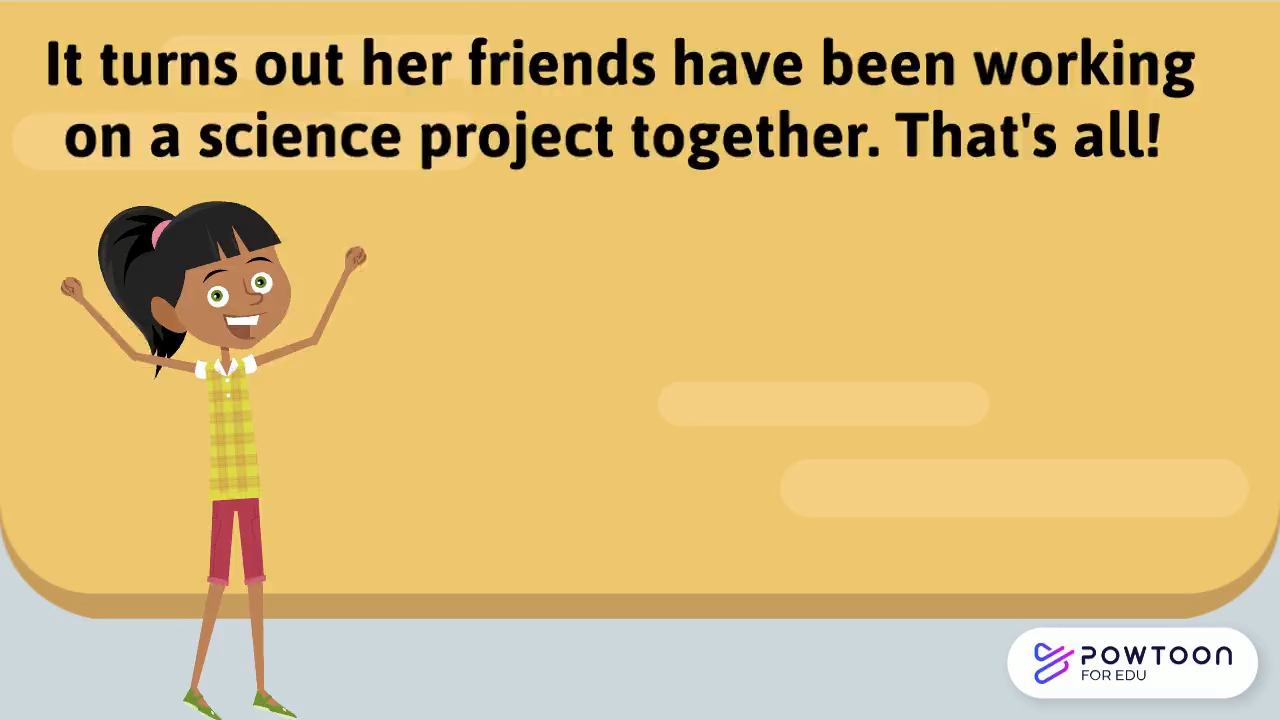 It turns out her friends have been working
on a science project together. That's all!
POWTOON
FOR EDU